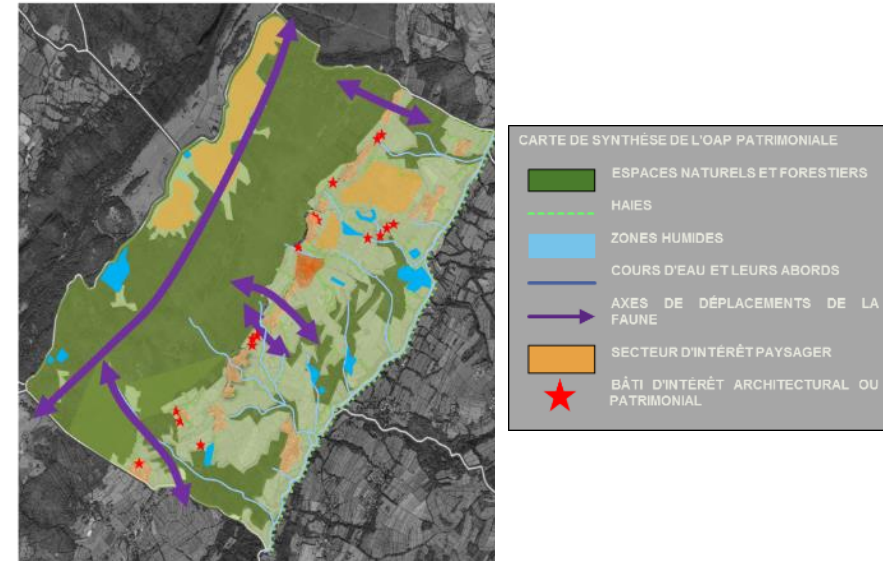 CARTE DE SYNTHÈSE DE L'OAP PATRIMONIALE
ESPACES NATURELS ET FORESTIERS
HAIES
ZONES HUMIDES
COURS D'EAU ET LEURS ABORDS
AXES DE DÉPLACEMENTS DE LA
FAUNE
SECTEUR D'INTÉRÊT PAYSAGER
BÂTI D'INTÉRÊT ARCHITECTURAL OU
PATRIMONIAL